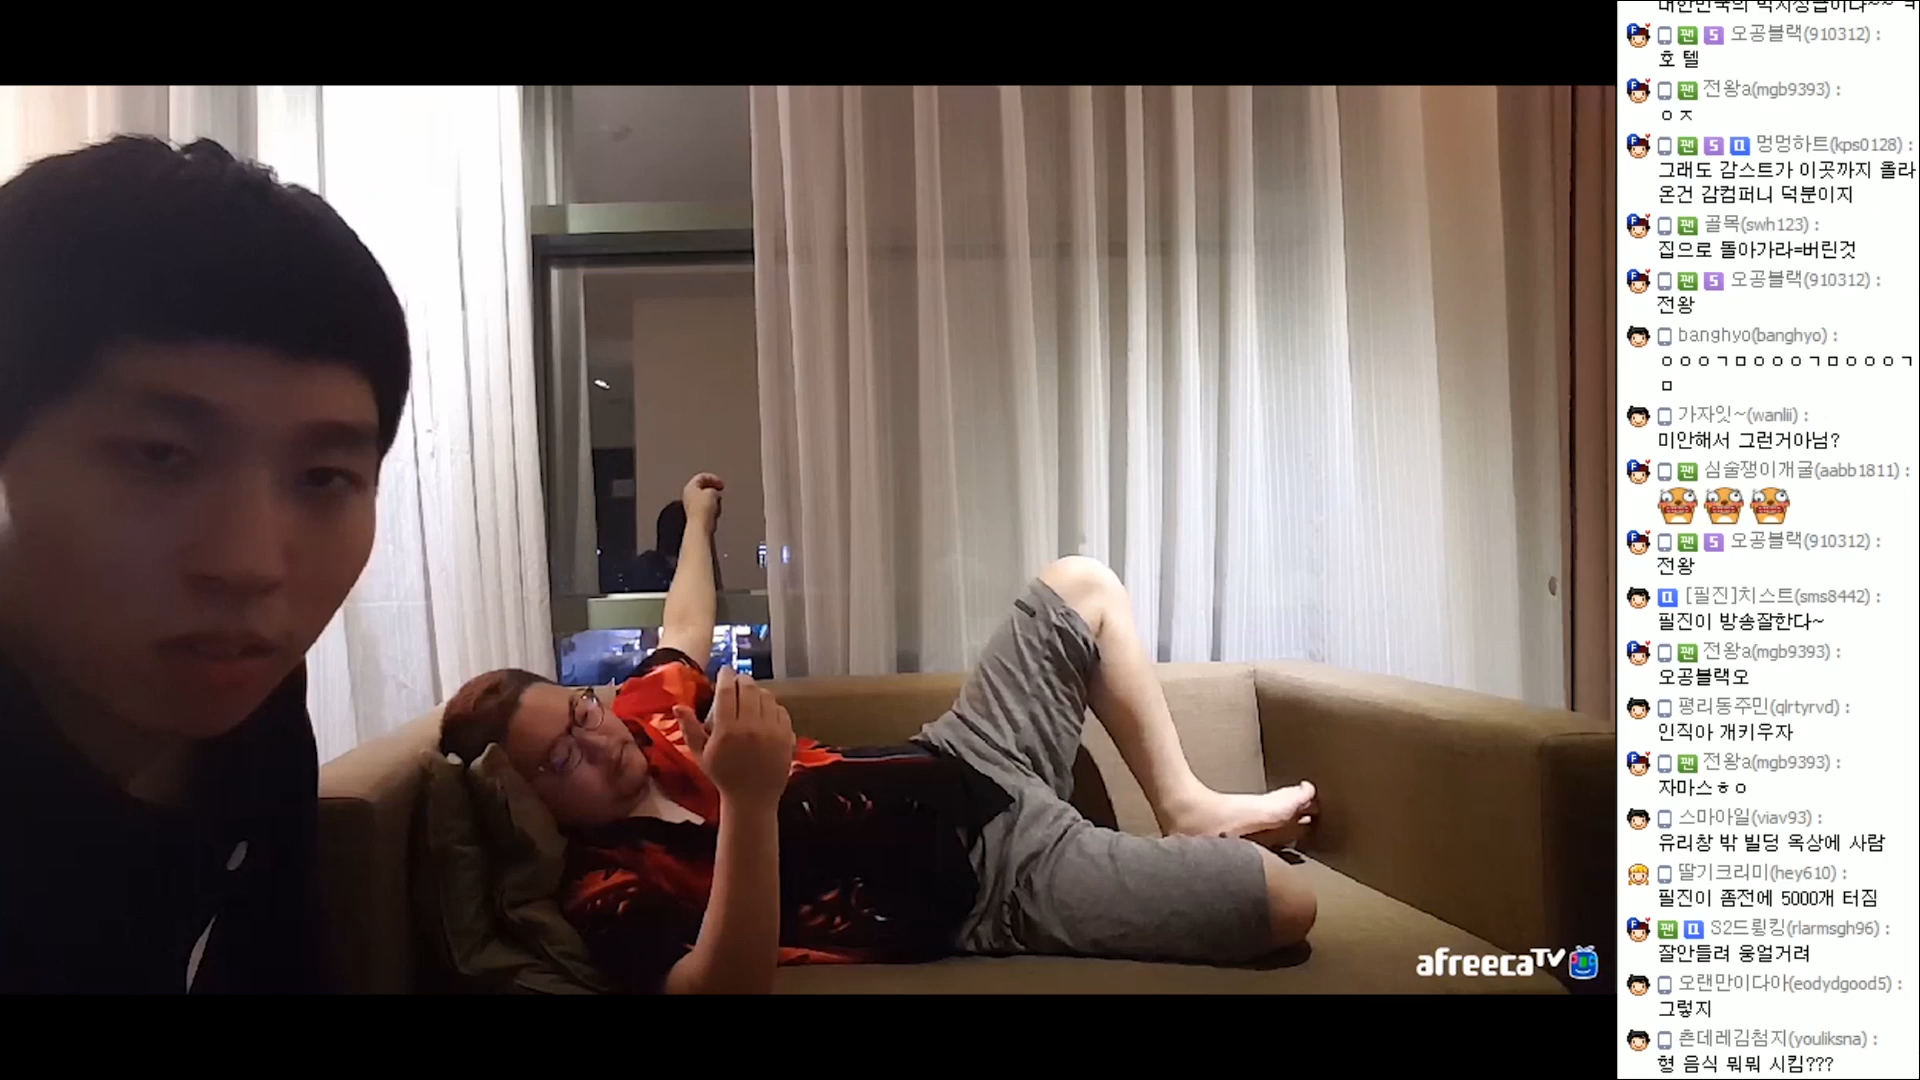 오공블랙(910312) :
호 텔
전왕a(mgb9393) :
ㅇㅈ
멍멍하트(kps0128) :
그래도 감스트가 이곳까지 올라
온건 감컴퍼니 덕분이지
골목(swh123) :
집으로 돌아가라=버린것
오공블랙(910312) :
전왕
banghyo(banghyo) :
ㅇㅇㅇㄱㅁㅇㅇㅇㄱㅁㅇㅇㅇㄱ
ㅁ
가자잇~(wanlii) :
미안해서 그런거아님?
심술쟁이개굴(aabb1811) :
오공블랙(910312) :
전왕
[필진]치스트(sms8442) :
필진이 방송잘한다~
전왕a(mgb9393) :
오공블랙오
평리동주민(qlrtyrvd) :
인직아 개키우자
전왕a(mgb9393) :
자마스ㅎㅇ
스마아일(viav93) :
유리창 밖 빌딩 옥상에 사람
딸기크리미(hey610) :
필진이 좀전에 5000개 터짐
S2드륑킹(rlarmsgh96) :
잘안들려 웅얼거려
오랜만이다아(eodydgood5) :
그렇지
츤데레김첨지(youliksna) :
형 음식 뭐뭐 시킴???
afreecaTV